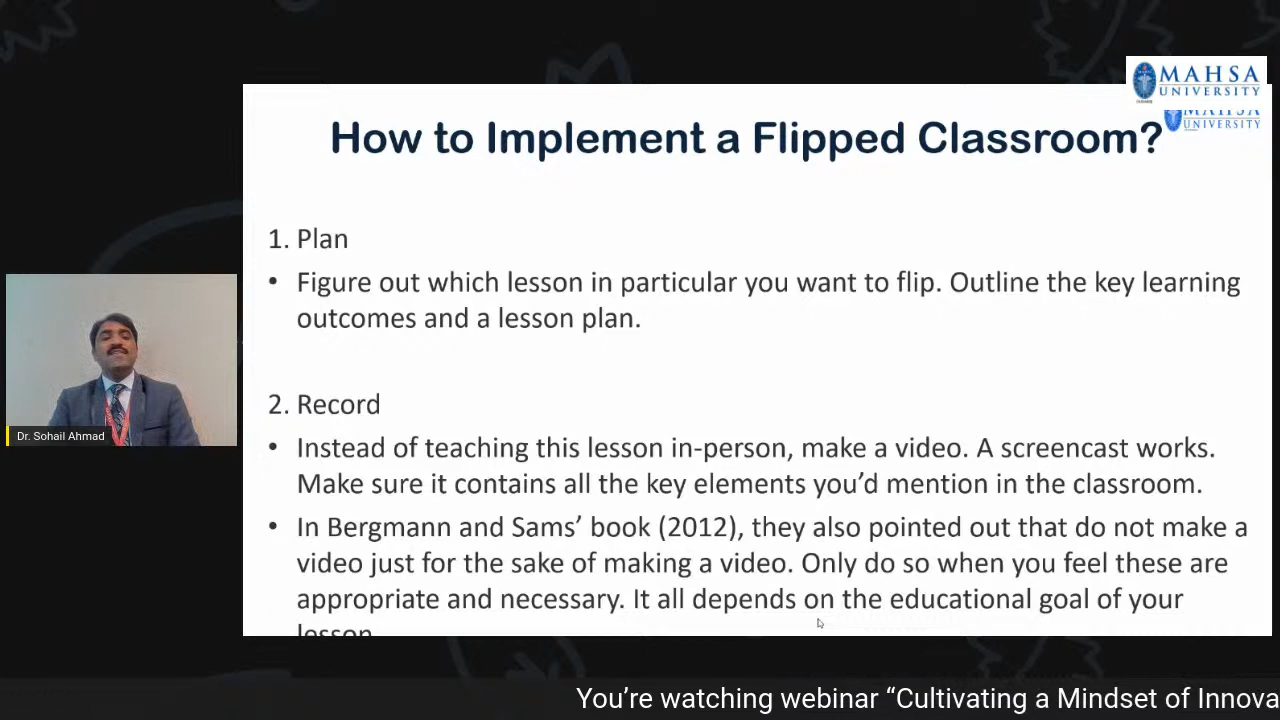 MAHSA
UNIVERSITY
MAHSA
UNIVERSITY
How to Implement a Flipped Classroom?
1. Plan
• Figure out which lesson in particular you want to flip. Outline the key learning
outcomes and a lesson plan.
2. Record
• Instead of teaching this lesson in-person, make a video. A screencast works.
Make sure it contains all the key elements you’d mention in the classroom.
• In Bergmann and Sams’ book (2012), they also pointed out that do not make a
video just for the sake of making a video. Only do so when you feel these are
appropriate and necessary. It all depends on the educational goal of your
lesson
Dr. Sohail Ahmad
You’re watching webinar “Cultivating a Mindset of Innova